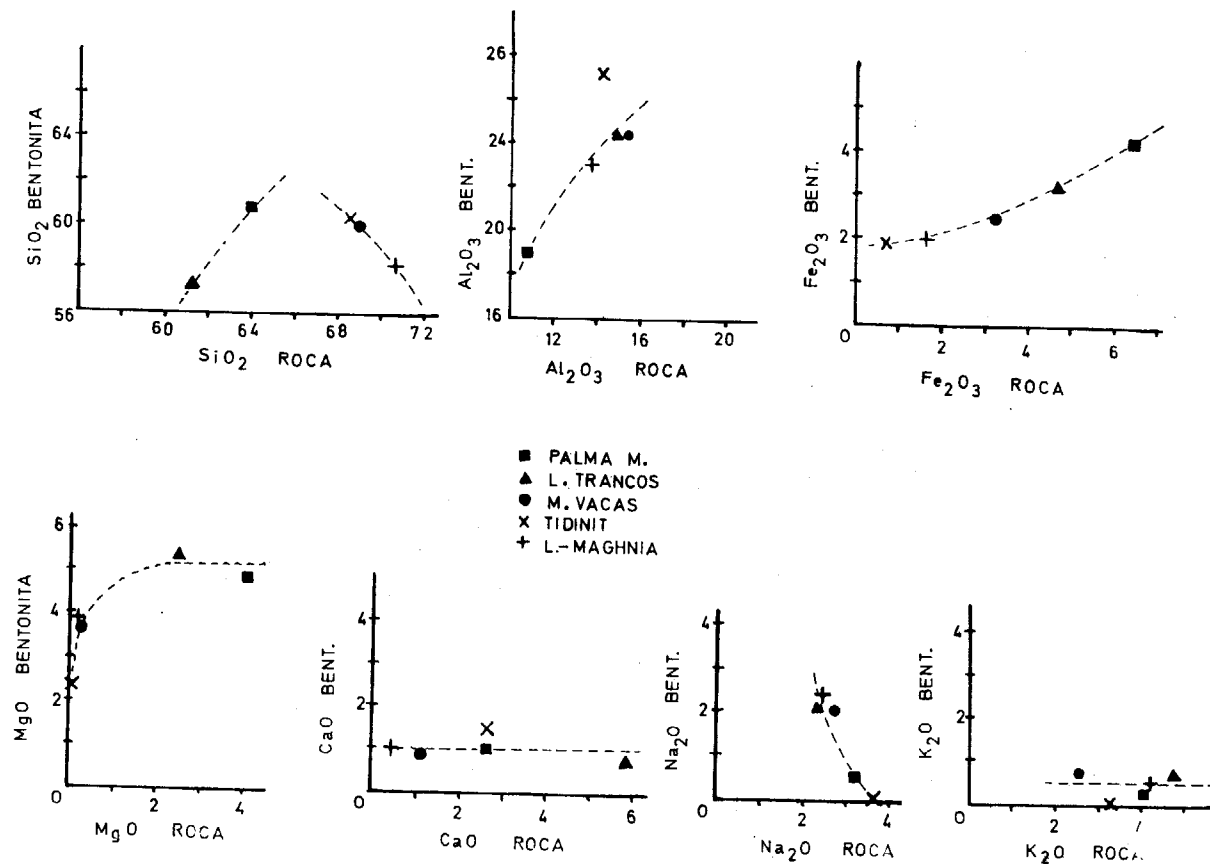 SiO2 BENTONITA
64
60
56
60 64 68 72
SiO2 ROCA
Al2O3 BENT.
26
24
20
19
16
12 16 20
Al2O3 ROCA
Fe2O3 BENT.
4
2
0
2 4 6
Fe2O3 ROCA
PALMA M.
L. TRANCOS
M. VACAS
TIDINIT
L.-MAGHNIA
MgO BENTONITA
6
4
2
0 2 4
MgO ROCA
CaO BENT.
4
2
0 2 4 6
CaO ROCA
Na2O BENT.
4
2
0 2 4
Na2O ROCA
K2O BENT.
4
2
0 2 4
K2O ROCA